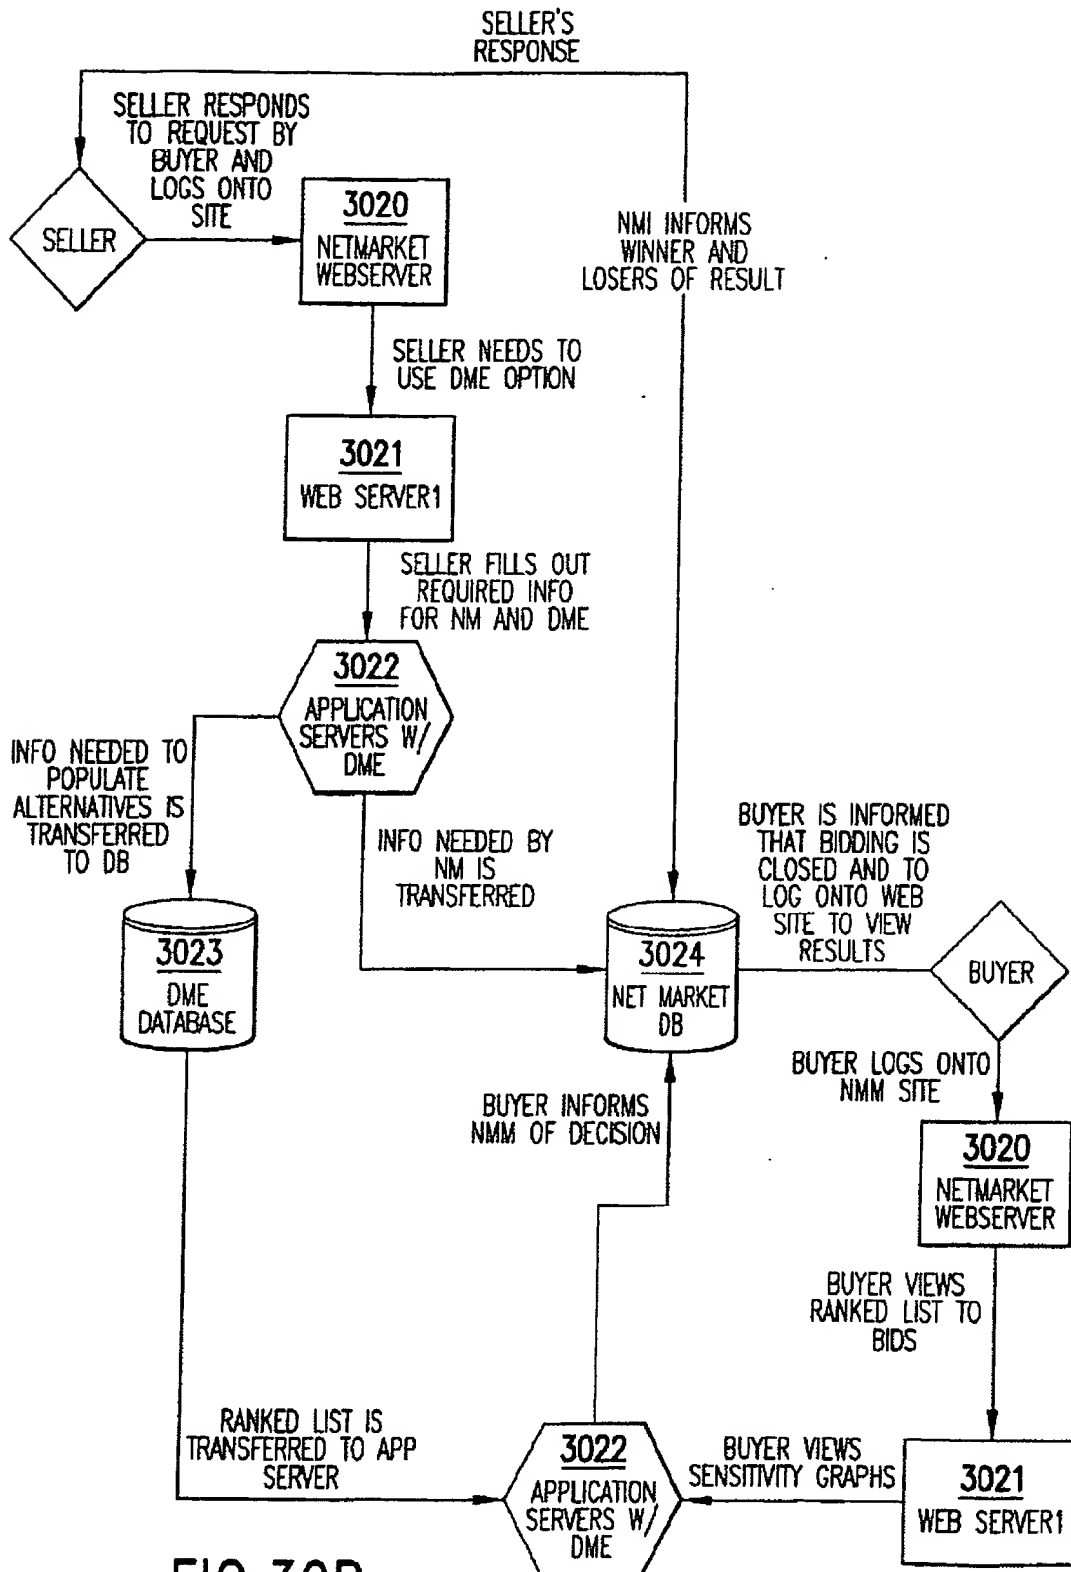 SELLER'S
RESPONSE
SELLER RESPONDS
TO REQUEST BY
BUYER AND
LOGS ONTO
SITE
SELLER
3020
NETMARKET
WEBSERVER
NMI INFORMS
WINNER AND
LOSERS OF RESULT
SELLER NEEDS TO
USE DME OPTION
3021
WEB SERVER1
SELLER FILLS OUT
REQUIRED INFO
FOR NM AND DME
3022
APPLICATION
SERVERS W/
DME
INFO NEEDED TO
POPULATE
ALTERNATIVES IS
TRANSFERRED
TO DB
INFO NEEDED BY
NM IS
TRANSFERRED
BUYER IS INFORMED
THAT BIDDING IS
CLOSED AND TO
LOG ONTO WEB
SITE TO VIEW
RESULTS
3023
DME
DATABASE
3024
NET MARKET
DB
BUYER
BUYER LOGS ONTO
NMM SITE
BUYER INFORMS
NMM OF DECISION
3020
NETMARKET
WEBSERVER
BUYER VIEWS
RANKED LIST TO
BIDS
RANKED LIST IS
TRANSFERRED TO APP
SERVER
3022
APPLICATION
SERVERS W/
DME
BUYER VIEWS
SENSITIVITY GRAPHS
3021
WEB SERVER1
FIG. 30B